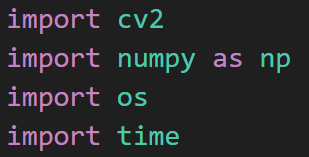 import cv2
import numpy as np
import os
import time